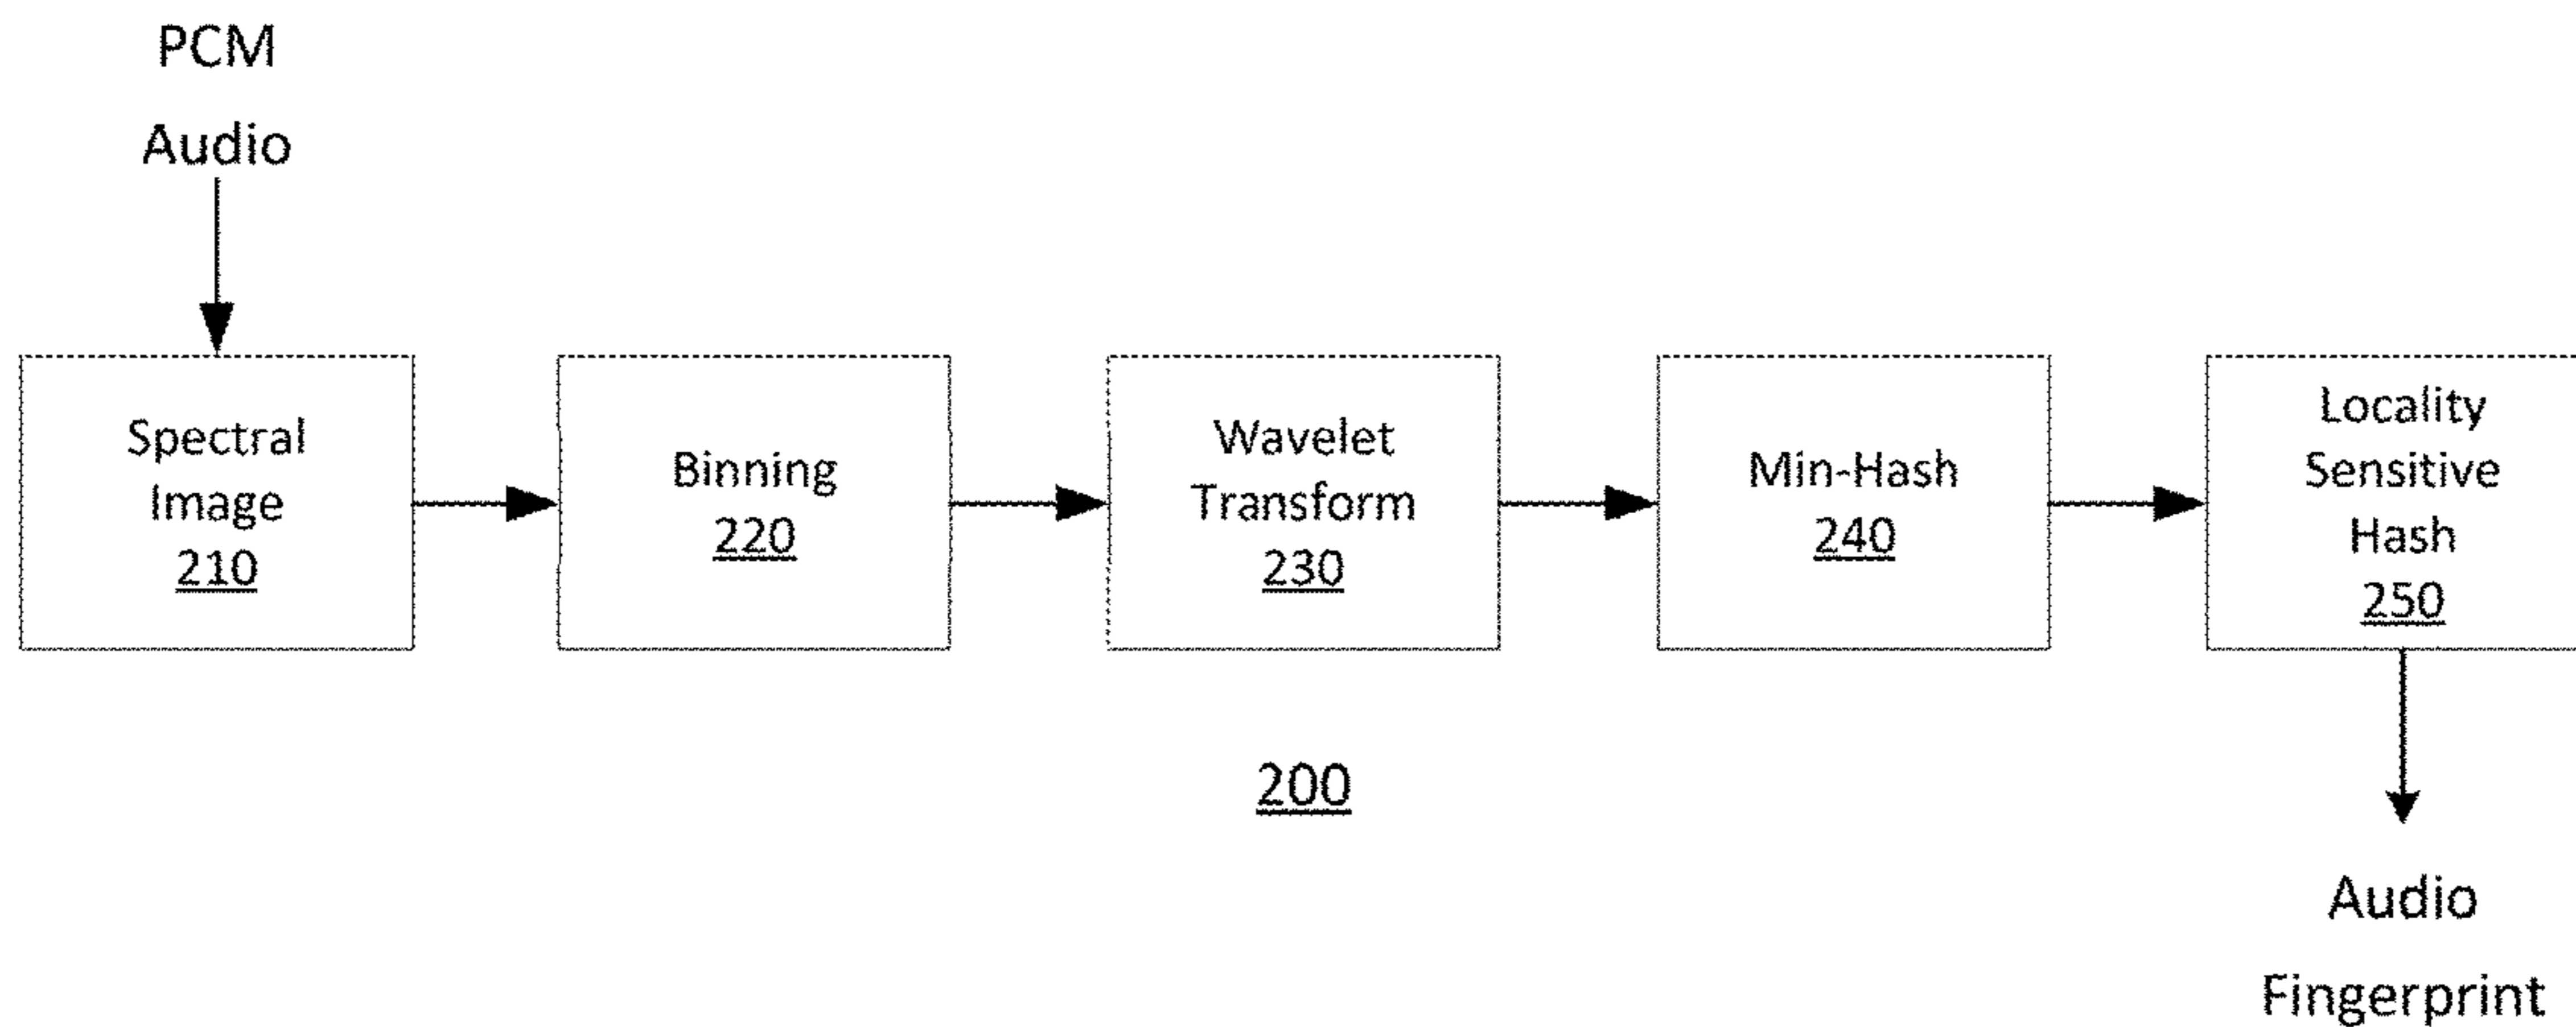 PCM
Audio
Spectral
Image
210
Binning
220
Wavelet
Transform
230
Min-Hash
240
Locality
Sensitive
Hash
250
200
Audio
Fingerprint